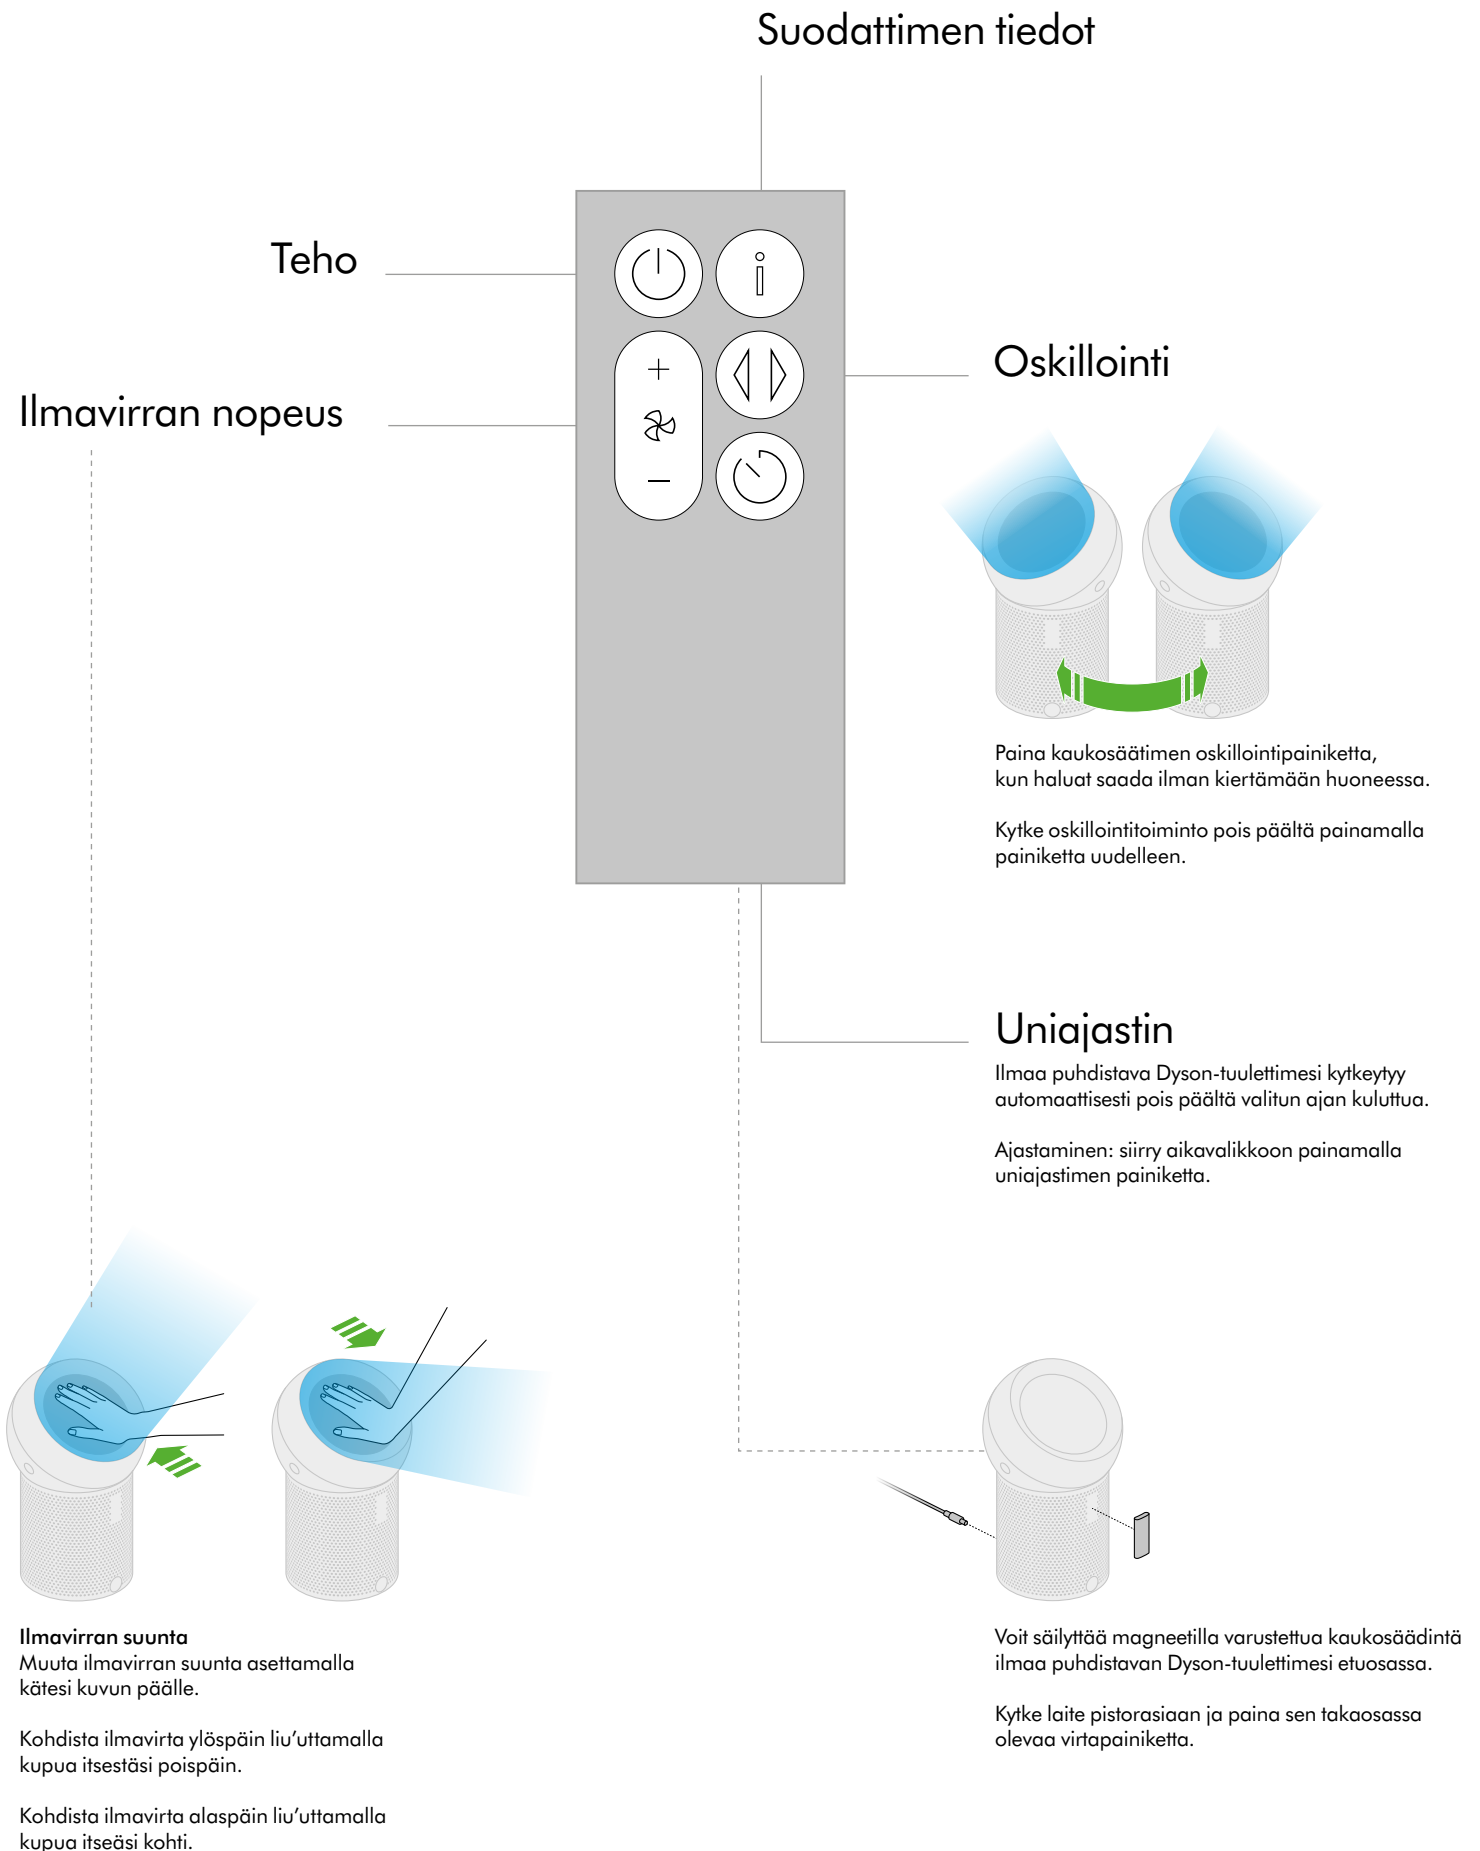 Suodattimen tiedot
Teho
Oskillointi
Ilmavirran nopeus
Paina kaukosäätimen oskillointipainiketta,
kun haluat saada ilman kiertämään huoneessa.
Kytke oskillointitoiminto pois päältä painamalla
painiketta uudelleen.
Uniajastin
Ilmaa puhdistava Dyson-tuulettimesi kytkeytyy
automaattisesti pois päältä valitun ajan kuluttua.
Ajastaminen: siirry aikavalikkoon painamalla
uniajastimen painiketta.
Ilmavirran suunta
Muuta ilmavirran suunta asettamalla
kätesi kuvun päälle.
Kohdista ilmavirta ylöspäin liu’uttamalla
kupua itsestäsi poispäin.
Kohdista ilmavirta alaspäin liu’uttamalla
kupua itseäsi kohti.
Voit säilyttää magneetilla varustettua kaukosäädintä
ilmaa puhdistavan Dyson-tuulettimesi etuosassa.
Kytke laite pistorasiaan ja paina sen takaosassa
olevaa virtapainiketta.